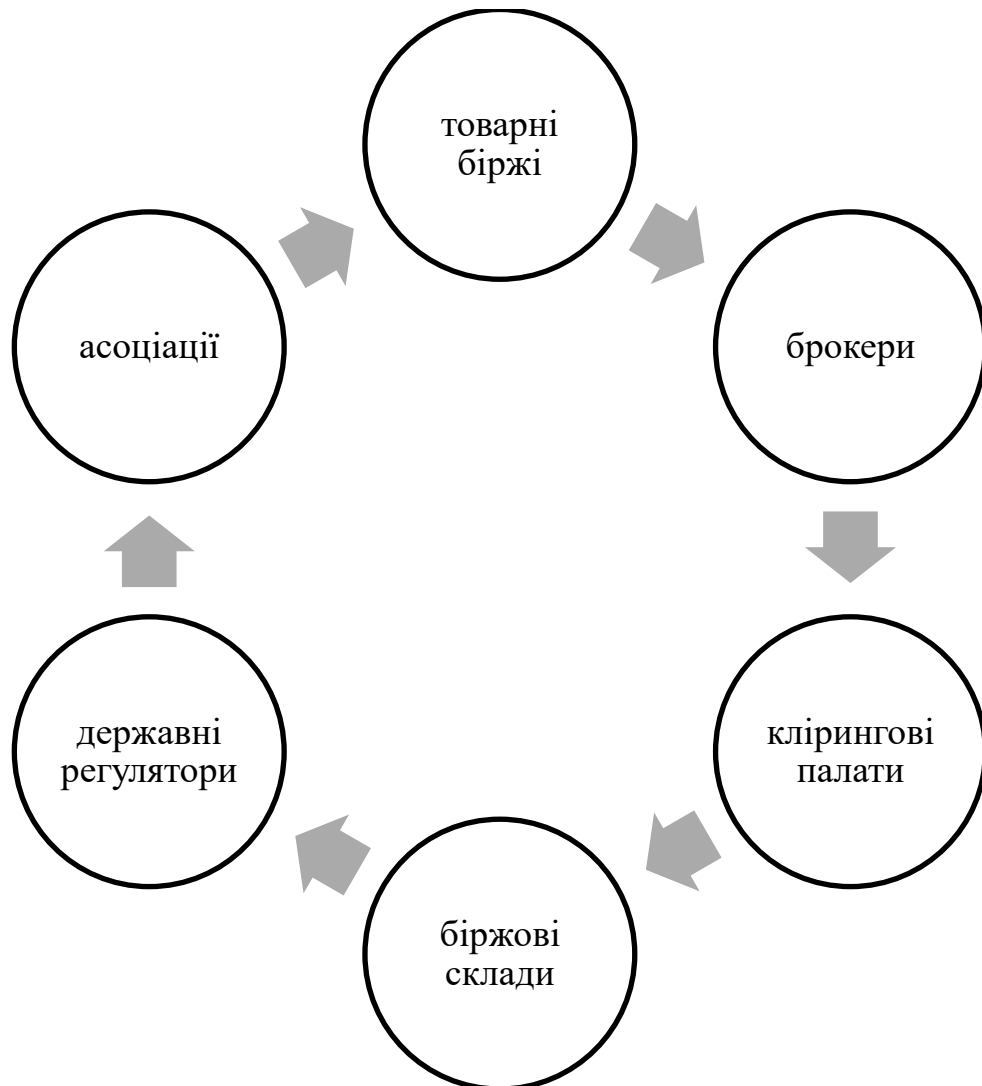 товарні
біржі
брокери
клірингові
палати
біржові
склади
державні
регулятори
асоціації